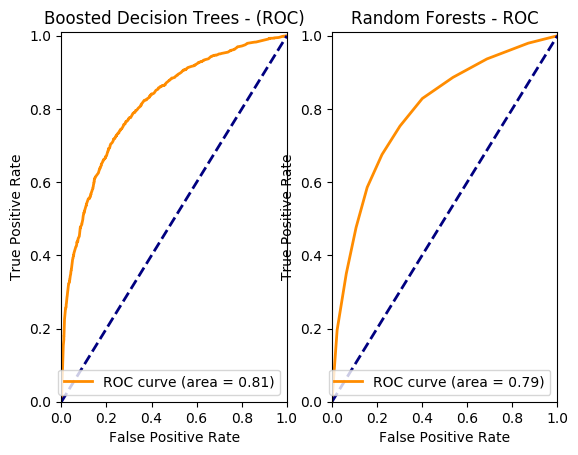 Boosted Decision Trees - (ROC)
True Positive Rate
1.0
0.8
0.6
0.4
0.2
0.0
ROC curve (area = 0.81)
0.0 0.2 0.4 0.6 0.8 1.0
False Positive Rate
Random Forests - ROC
True Positive Rate
1.0
0.8
0.6
0.4
0.2
0.0
ROC curve (area = 0.79)
0.0 0.2 0.4 0.6 0.8 1.0
False Positive Rate